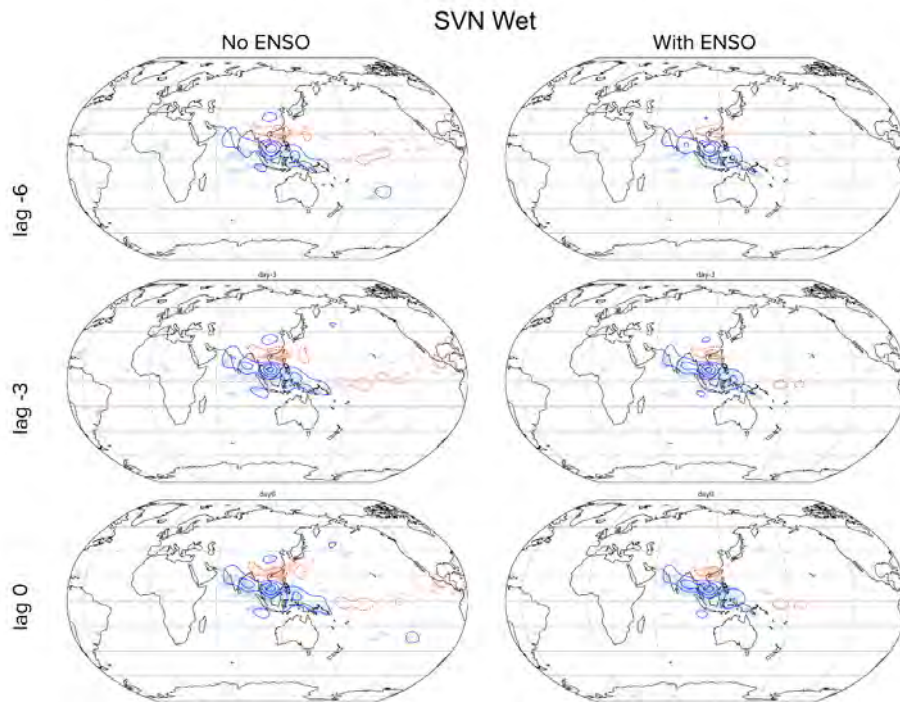 SVN Wet
No ENSO
With ENSO
lag -6
day-3
day-3
lag -3
day0
day0
lag 0